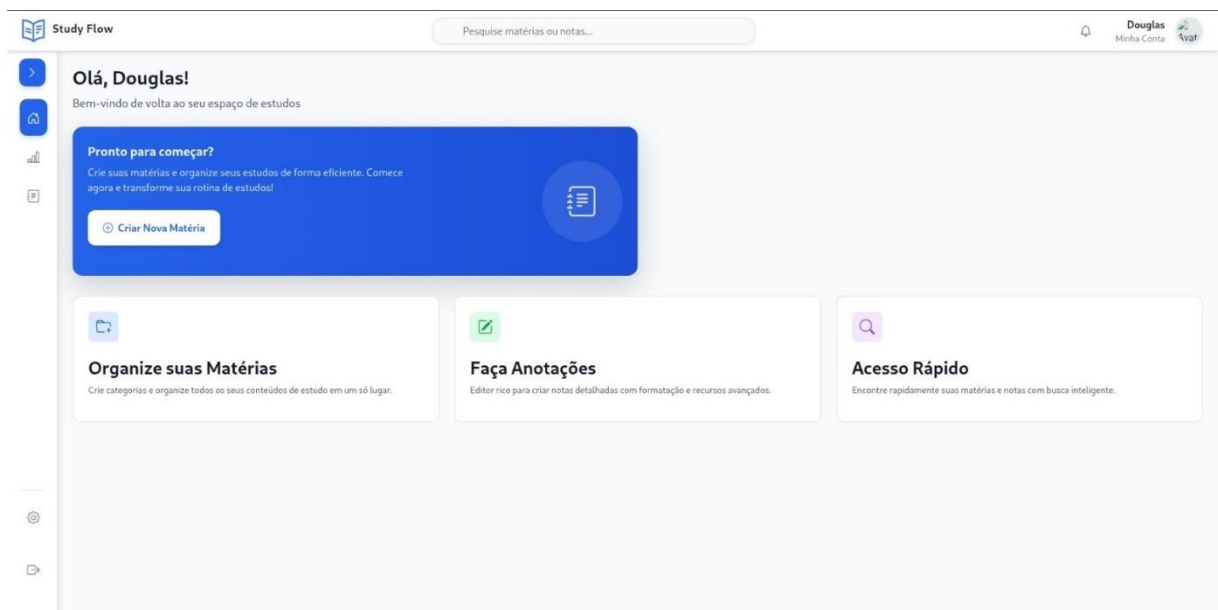 Study Flow
Pesquise matérias ou notas...
Douglas
Minha Conta
Avat
Olá, Douglas!
Bem-vindo de volta ao seu espaço de estudos
Pronto para começar?
Crie suas matérias e organize seus estudos de forma eficiente. Comece
agora e transforme sua rotina de estudos!
Criar Nova Matéria
Organize suas Matérias
Crie categorias e organize todos os seus conteúdos de estudo em um só lugar.
Faça Anotações
Editor rico para criar notas detalhadas com formatação e recursos avançados.
Acesso Rápido
Encontre rapidamente suas matérias e notas com busca inteligente.